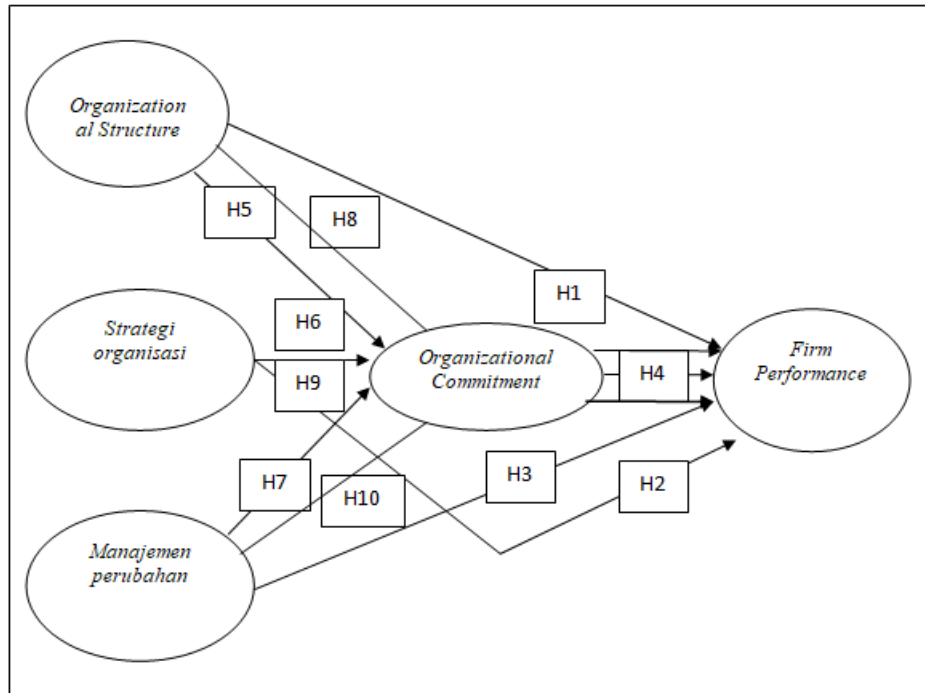 Organization
al Structure
H5
H8
H1
Strategi
organisasi
H6
H9
Organizational
Commitment
H4
Firm
Performance
H7
H10
H3
H2
Manajemen
perubahan